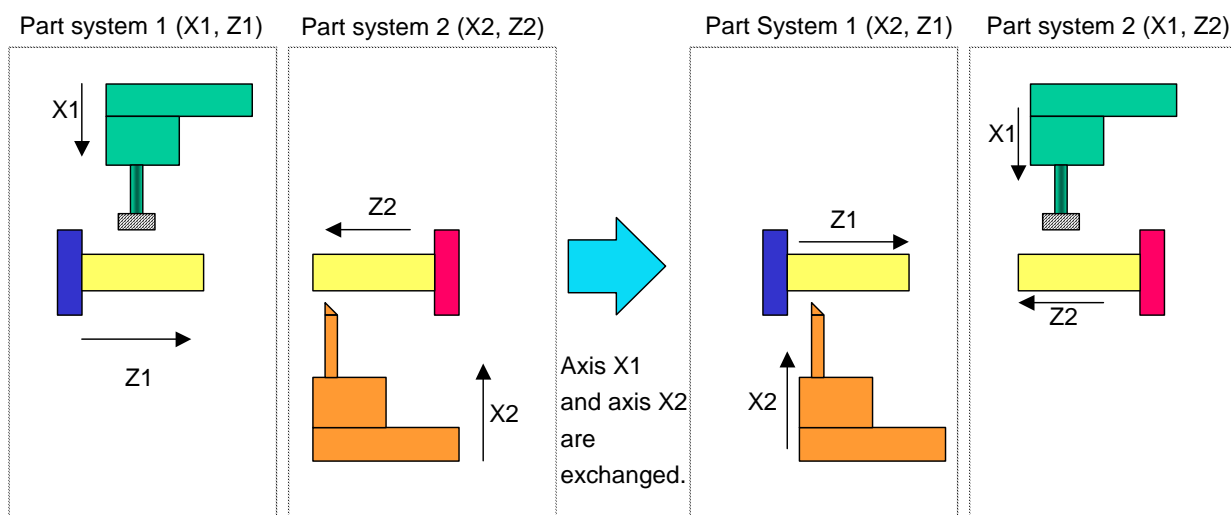 Part system 1 (X1, Z1)
Part system 2 (X2, Z2)
Part System 1 (X2, Z1)
Part system 2 (X1, Z2)
X1
Z1
Z2
X2
Axis X1
and axis X2
are
exchanged.
Z1
X2
X1
Z2